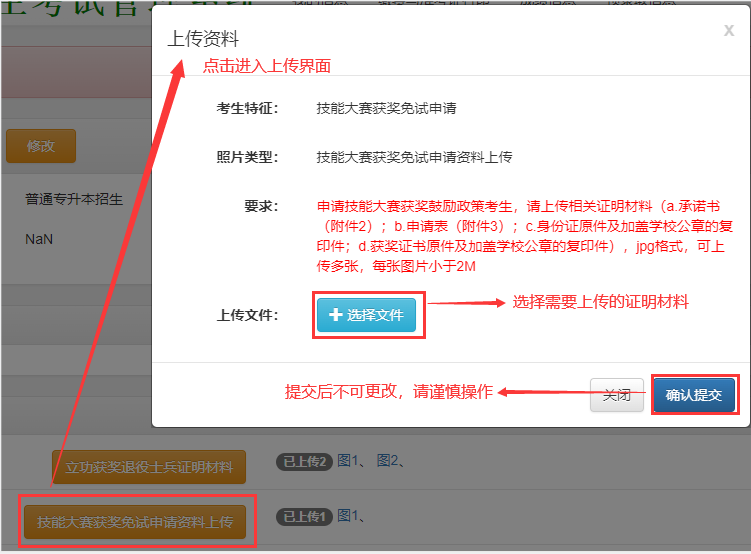 上传资料
X
点击进入上传界面
考生特征： 技能大赛获奖免试申请
修改
照片类型： 技能大赛获奖免试申请资料上传
普通专升本招生
要求： 申请技能大赛获奖鼓励政策考生，请上传相关证明材料（a.承诺书
（附件2）；b.申请表（附件3）；c.身份证原件及加盖学校公章的复
印件；d.获奖证书原件及加盖学校公章的复印件），jpg格式，可上
传多张，每张图片小于2M
NaN
上传文件： 选择文件
选择需要上传的证明材料
提交后不可更改，请谨慎操作
关闭 确认提交
立功获奖退役士兵证明材料 已上传2 图1、 图2、
技能大赛获奖免试申请资料上传 已上传1 图1、